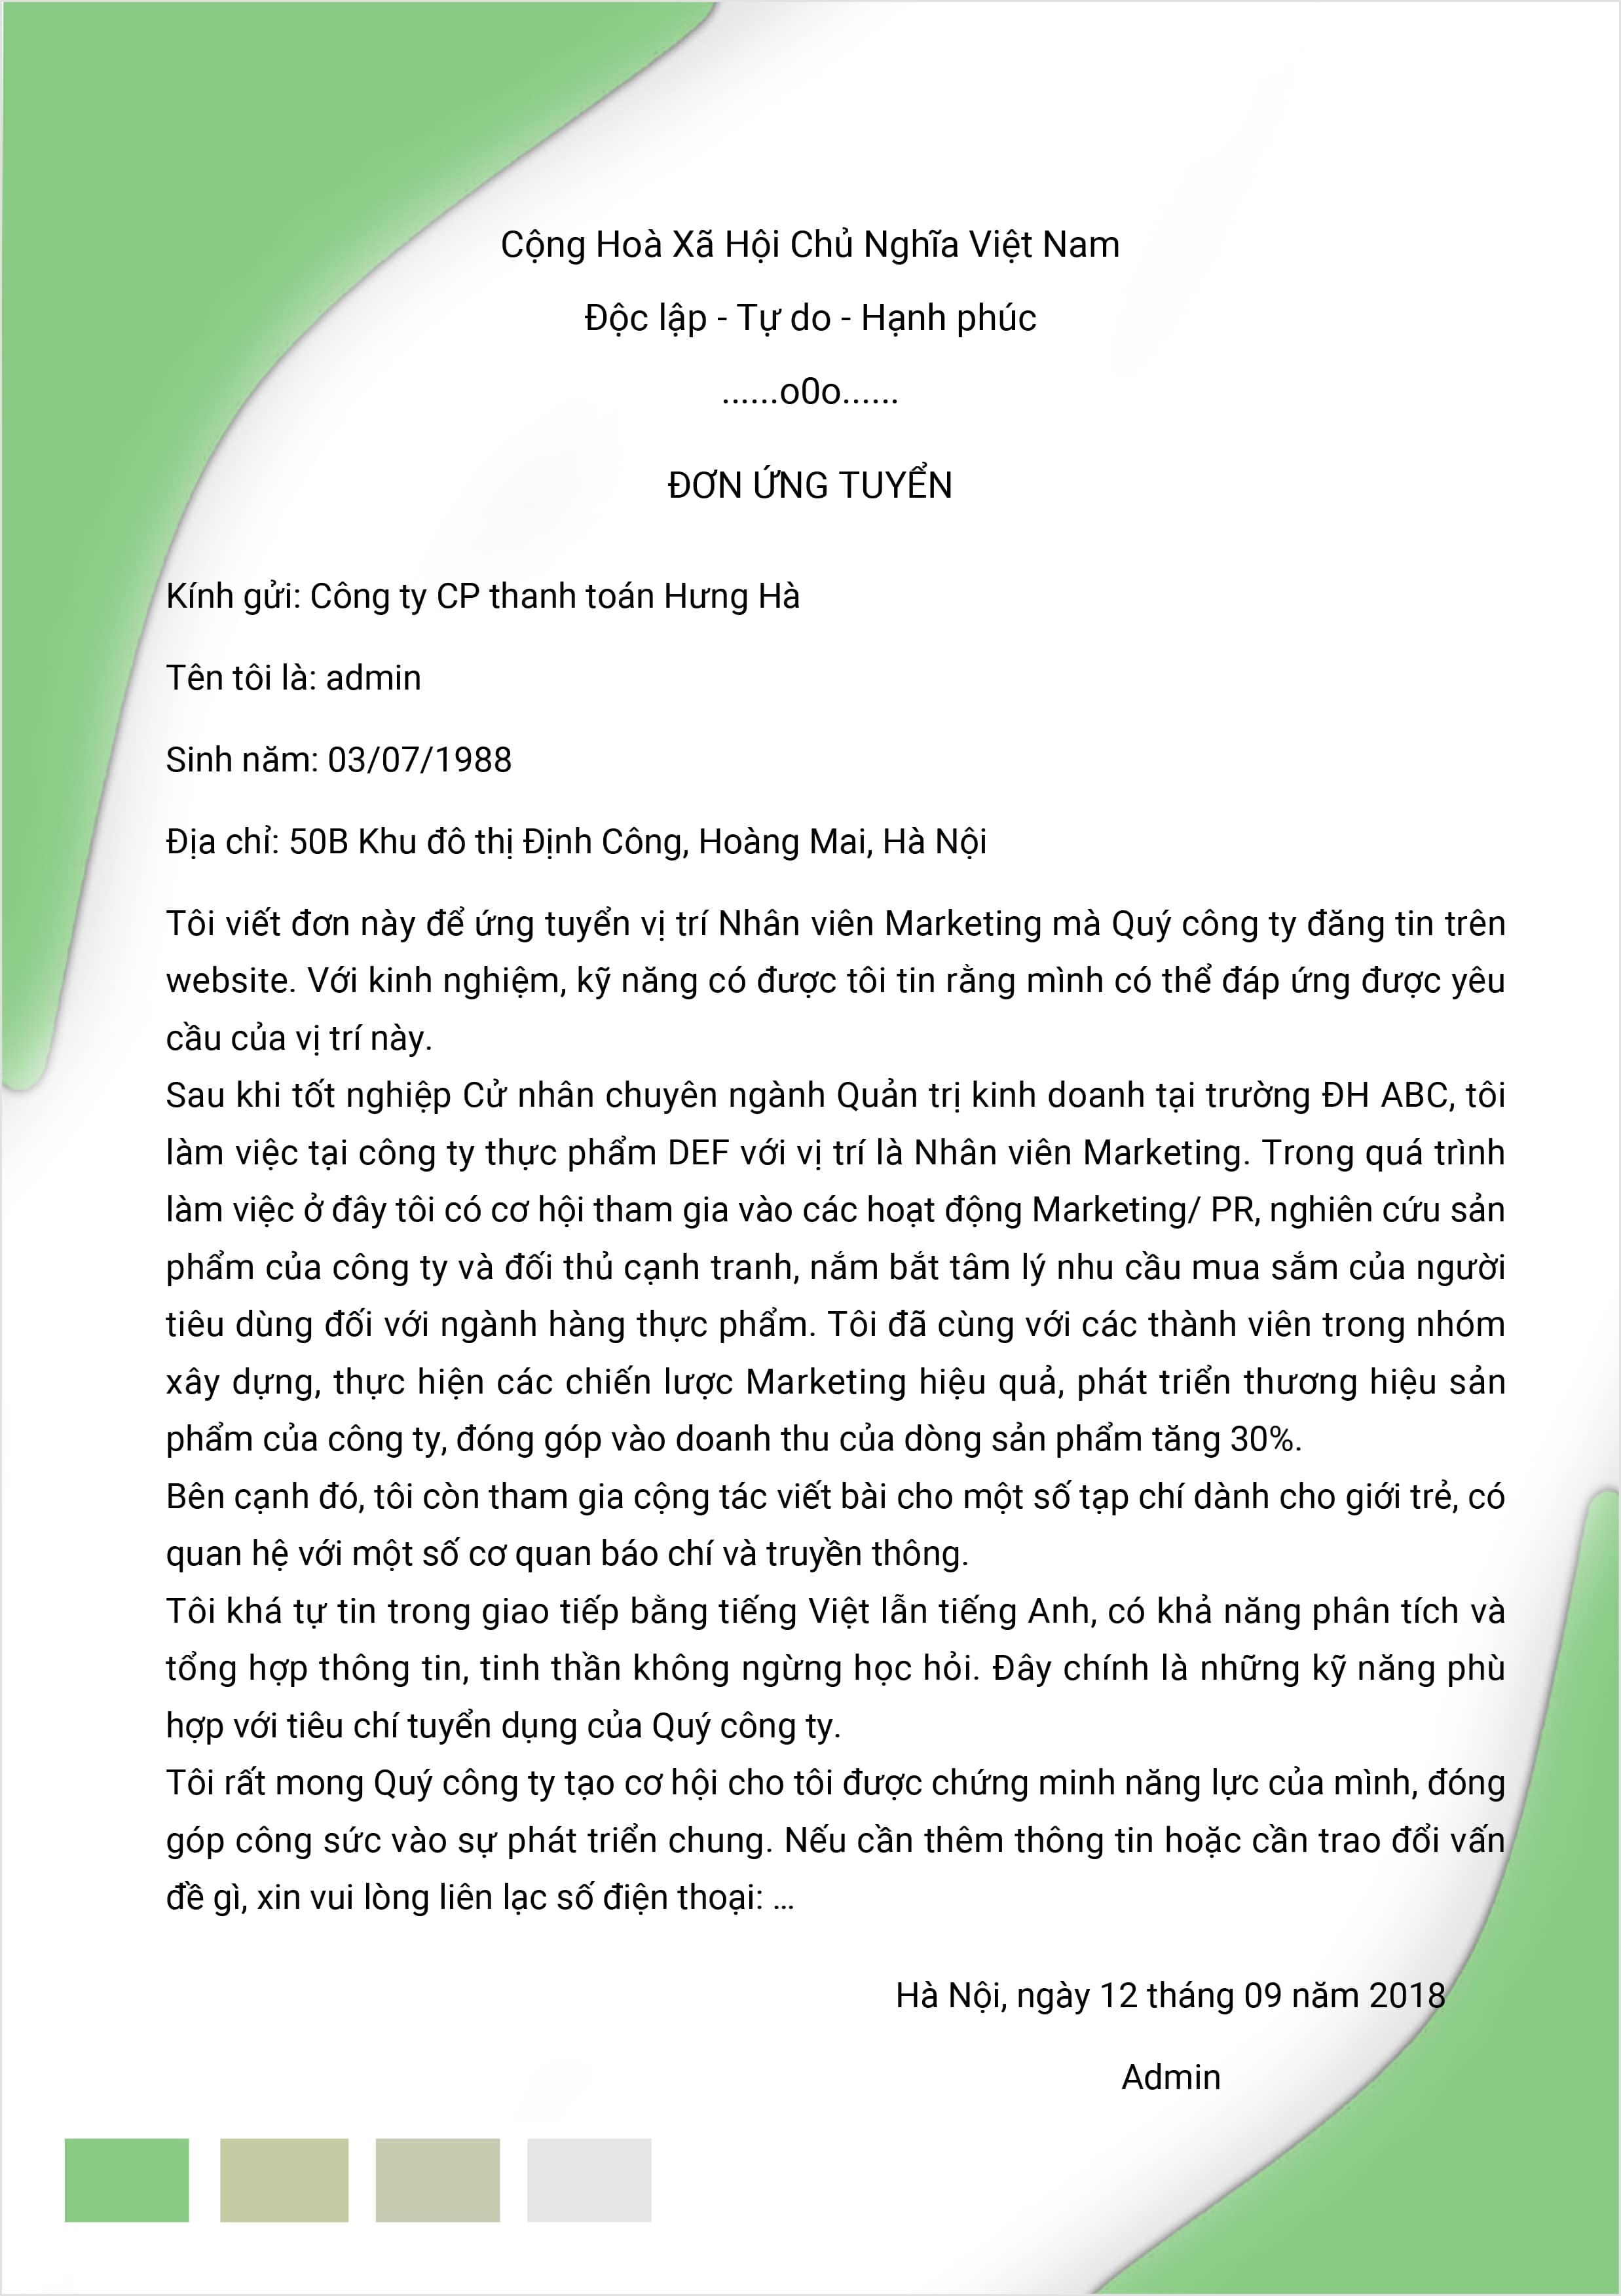 Cộng Hoà Xã Hội Chủ Nghĩa Việt Nam
Độc lập - Tự do - Hạnh phúc
......o0o......
ĐƠN ỨNG TUYỂN
Kính gửi: Công ty CP thanh toán Hưng Hà
Tên tôi là: admin
Sinh năm: 03/07/1988
Địa chỉ: 50B Khu đô thị Định Công, Hoàng Mai, Hà Nội
Tôi viết đơn này để ứng tuyển vị trí Nhân viên Marketing mà Quý công ty đăng tin trên
website. Với kinh nghiệm, kỹ năng có được tôi tin rằng mình có thể đáp ứng được yêu
cầu của vị trí này.
Sau khi tốt nghiệp Cử nhân chuyên ngành Quản trị kinh doanh tại trường ĐH ABC, tôi
làm việc tại công ty thực phẩm DEF với vị trí là Nhân viên Marketing. Trong quá trình
làm việc ở đây tôi có cơ hội tham gia vào các hoạt động Marketing/ PR, nghiên cứu sản
phẩm của công ty và đối thủ cạnh tranh, nắm bắt tâm lý nhu cầu mua sắm của người
tiêu dùng đối với ngành hàng thực phẩm. Tôi đã cùng với các thành viên trong nhóm
xây dựng, thực hiện các chiến lược Marketing hiệu quả, phát triển thương hiệu sản
phẩm của công ty, đóng góp vào doanh thu của dòng sản phẩm tăng 30%.
Bên cạnh đó, tôi còn tham gia cộng tác viết bài cho một số tạp chí dành cho giới trẻ, có
quan hệ với một số cơ quan báo chí và truyền thông.
Tôi khá tự tin trong giao tiếp bằng tiếng Việt lẫn tiếng Anh, có khả năng phân tích và
tổng hợp thông tin, tinh thần không ngừng học hỏi. Đây chính là những kỹ năng phù
hợp với tiêu chí tuyển dụng của Quý công ty.
Tôi rất mong Quý công ty tạo cơ hội cho tôi được chứng minh năng lực của mình, đóng
góp công sức vào sự phát triển chung. Nếu cần thêm thông tin hoặc cần trao đổi vấn
đề gì, xin vui lòng liên lạc số điện thoại: ...
Hà Nội, ngày 12 tháng 09 năm 2018
Admin